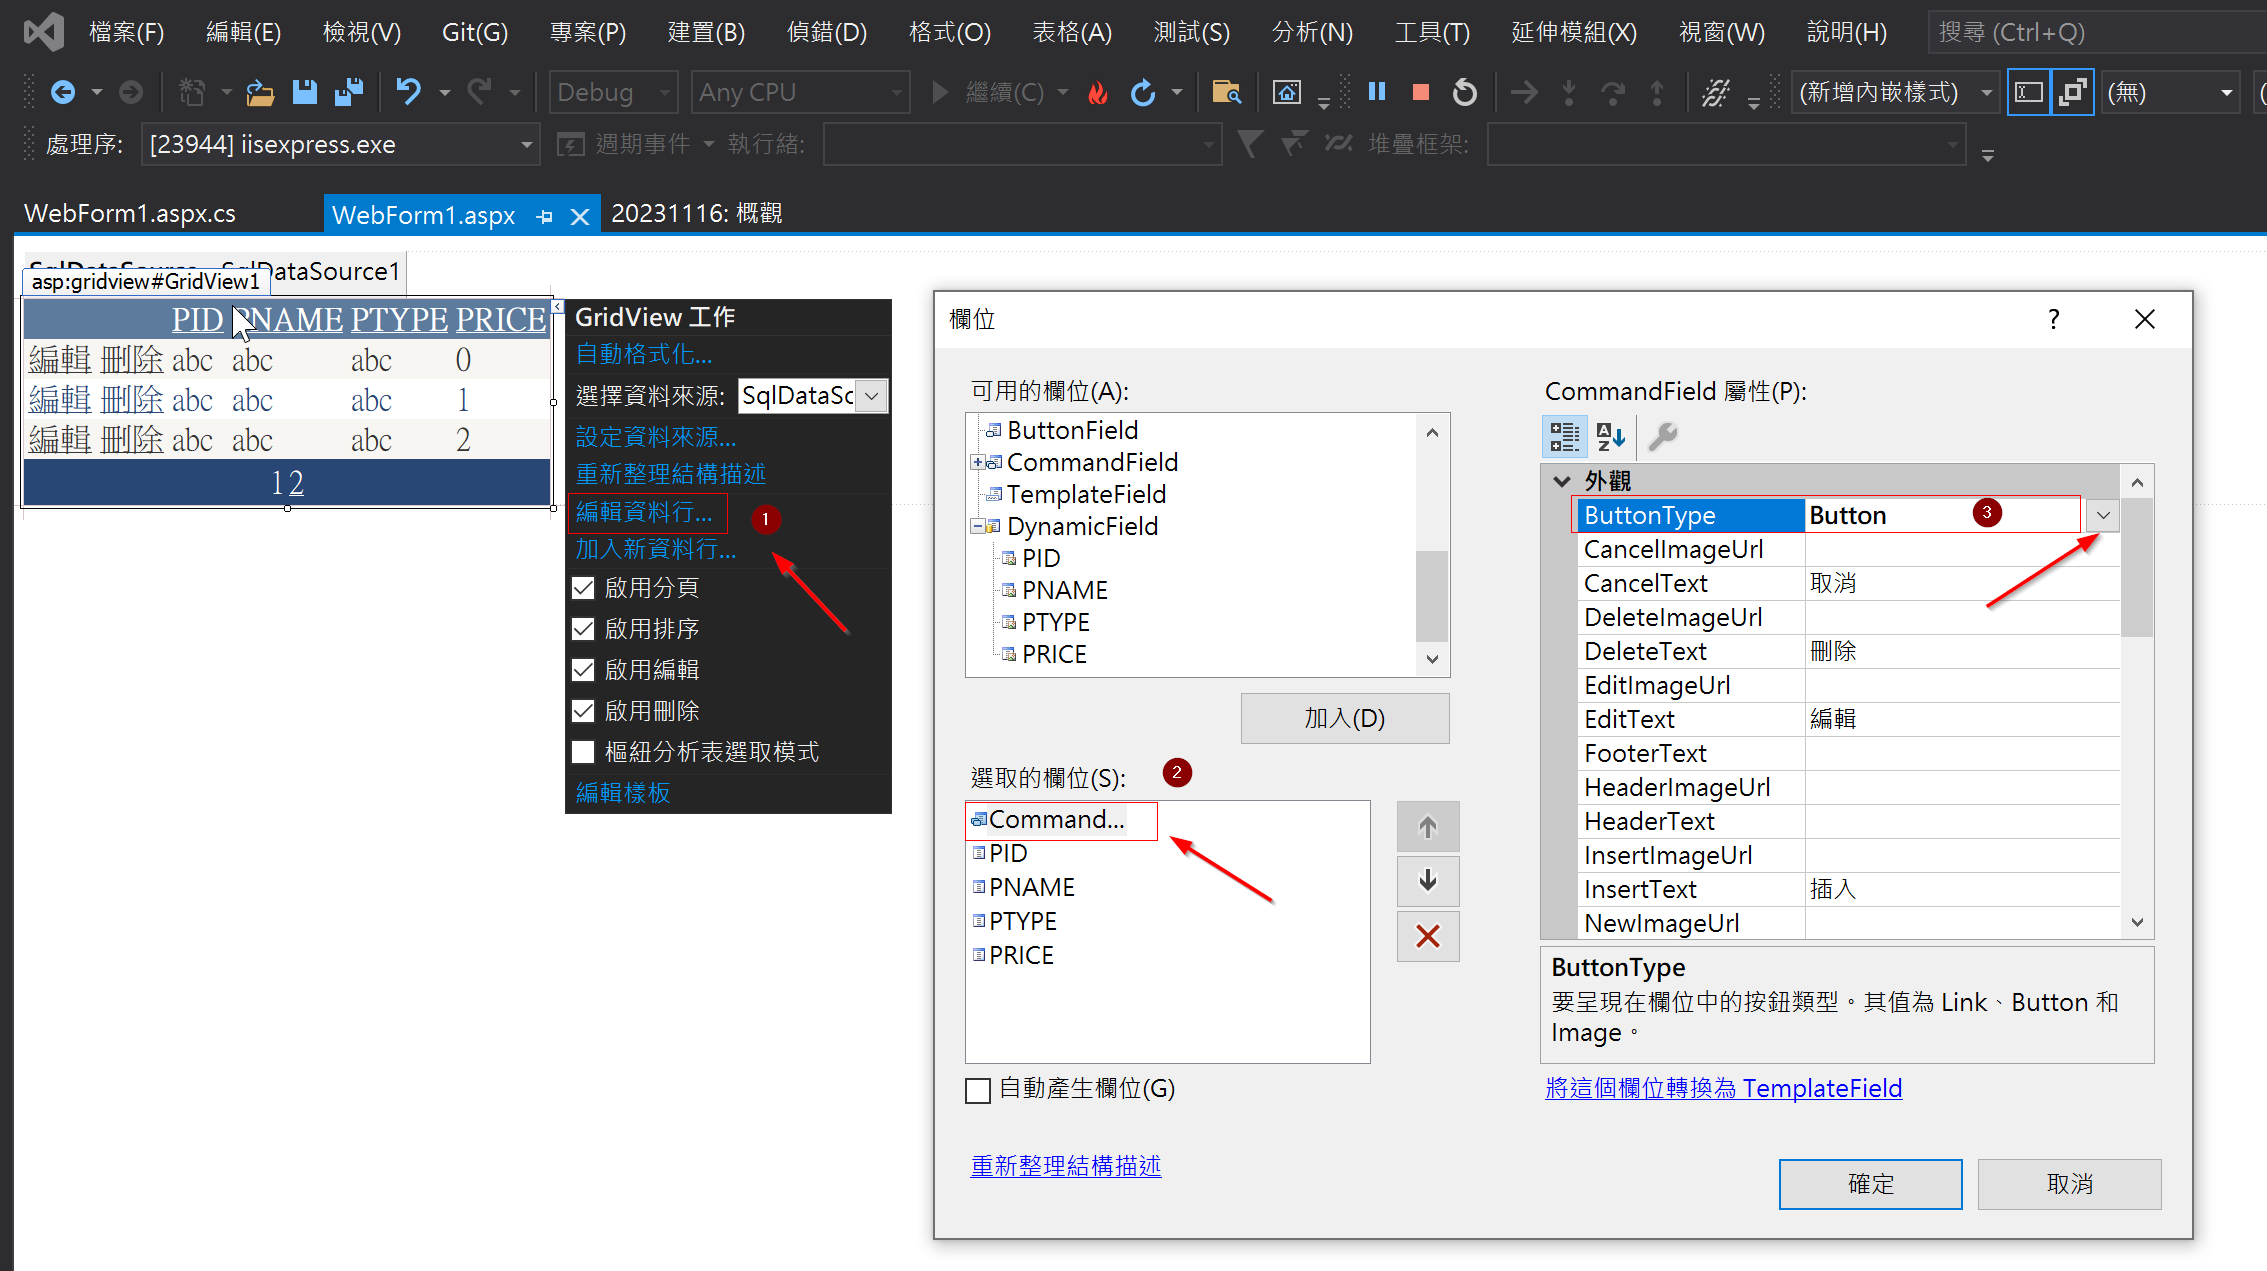 檔案(F) 編輯(E) 檢視(V) Git(G) 專案(P) 建置(B) 偵錯(D) 格式(O) 表格(A) 測試(S) 分析(N) 工具(T) 延伸模組(X) 視窗(W) 說明(H) 搜尋 (Ctrl+Q)
Debug Any CPU 繼續(C) (新增內嵌樣式) (無) (
處理序: [23944] iisexpress.exe 週期事件 執行緒: 堆疊框架:
WebForm1.aspx.cs WebForm1.aspx 20231116: 概觀
SqlDataSource - SqlDataSource1
asp:gridview#GridView1
PID PNAME PTYPE PRICE
編輯 刪除 abc abc abc 0
編輯 刪除 abc abc abc 1
編輯 刪除 abc abc abc 2
1 2
GridView 工作
自動格式化...
選擇資料來源: SqlDataSc
設定資料來源...
重新整理結構描述
編輯資料行... 1
加入新資料行...
啟用分頁
啟用排序
啟用編輯
啟用刪除
樞紐分析表選取模式
編輯樣板
欄位 ?
可用的欄位(A):
ButtonField
CommandField
TemplateField
DynamicField
PID
PNAME
PTYPE
PRICE
加入(D)
選取的欄位(S): 2
Command...
PID
PNAME
PTYPE
PRICE
自動產生欄位(G)
重新整理結構描述
CommandField 屬性(P):
外觀
ButtonType Button 3
CancelImageUrl
CancelText 取消
DeleteImageUrl
DeleteText 刪除
EditImageUrl
EditText 編輯
FooterText
HeaderImageUrl
HeaderText
InsertImageUrl
InsertText 插入
NewImageUrl
ButtonType
要呈現在欄位中的按鈕類型。其值為 Link、Button 和
Image。
將這個欄位轉換為 TemplateField
確定 取消